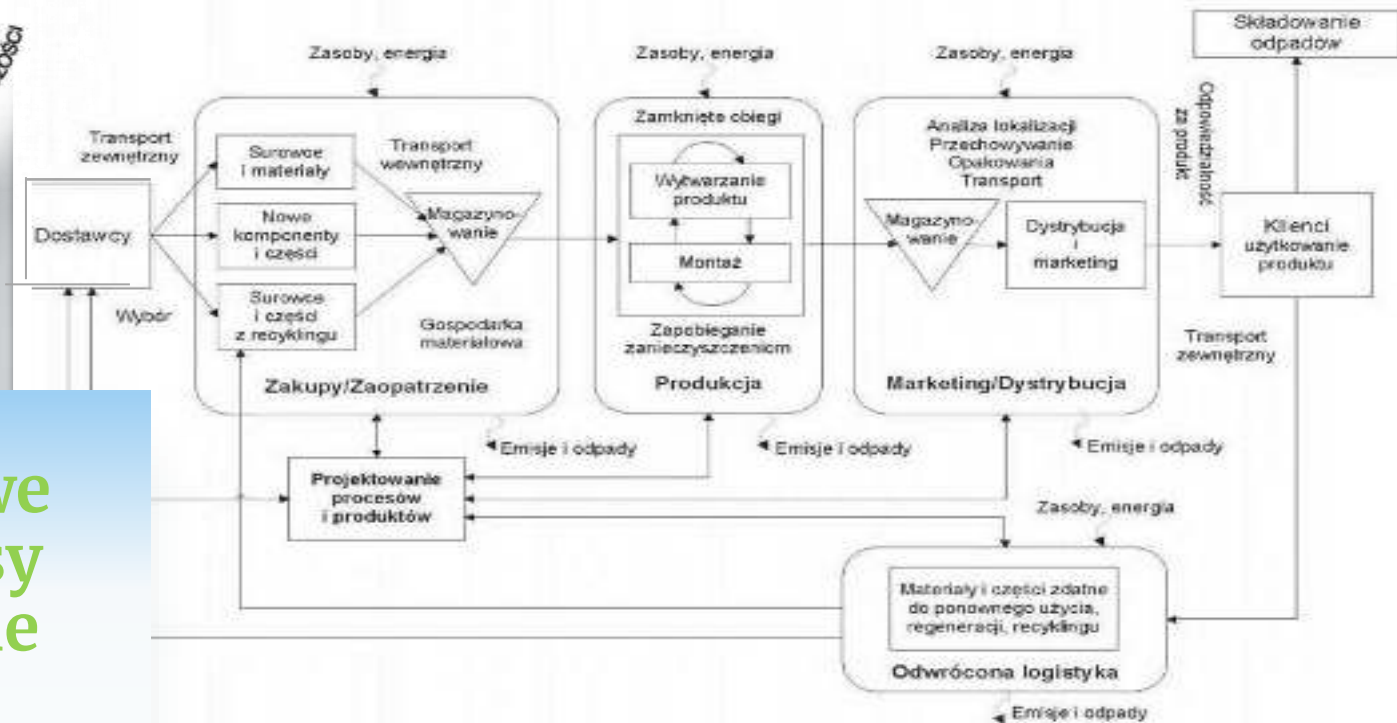 Składowanie
odpadów
Zasoby, energia
Zasoby, energia
Zasoby, energia
Odpowiedzialność
za produkt
Transport
zewnętrzny
Dostawcy
Wybór
Surowce
i materiały
Nowe
komponenty
i części
Surowce
i części
z recyklingu
Transport
wewnętrzny
Magazyno-
wanie
Gospodarka
materiałowa
Zakupy/Zaopatrzenie
Zamknięte obiegi
Wytwarzanie
produktu
Montaż
Zapobieganie
zanieczyszczeniom
Produkcja
Analiza lokalizacji
Przechowywanie
Opakowania
Transport
Magazyno-
wanie
Dystrybucja
i
marketing
Marketing/Dystrybucja
Klienci
użytkowanie
produktu
Transport
zewnętrzny
Emisje i odpady
Emisje i odpady
Emisje i odpady
Projektowanie
procesów
i produktów
Zasoby, energia
Materiały i części zdatne
do ponownego użycia,
regeneracji, recyklingu
Odwrócona logistyka
Emisje i odpady